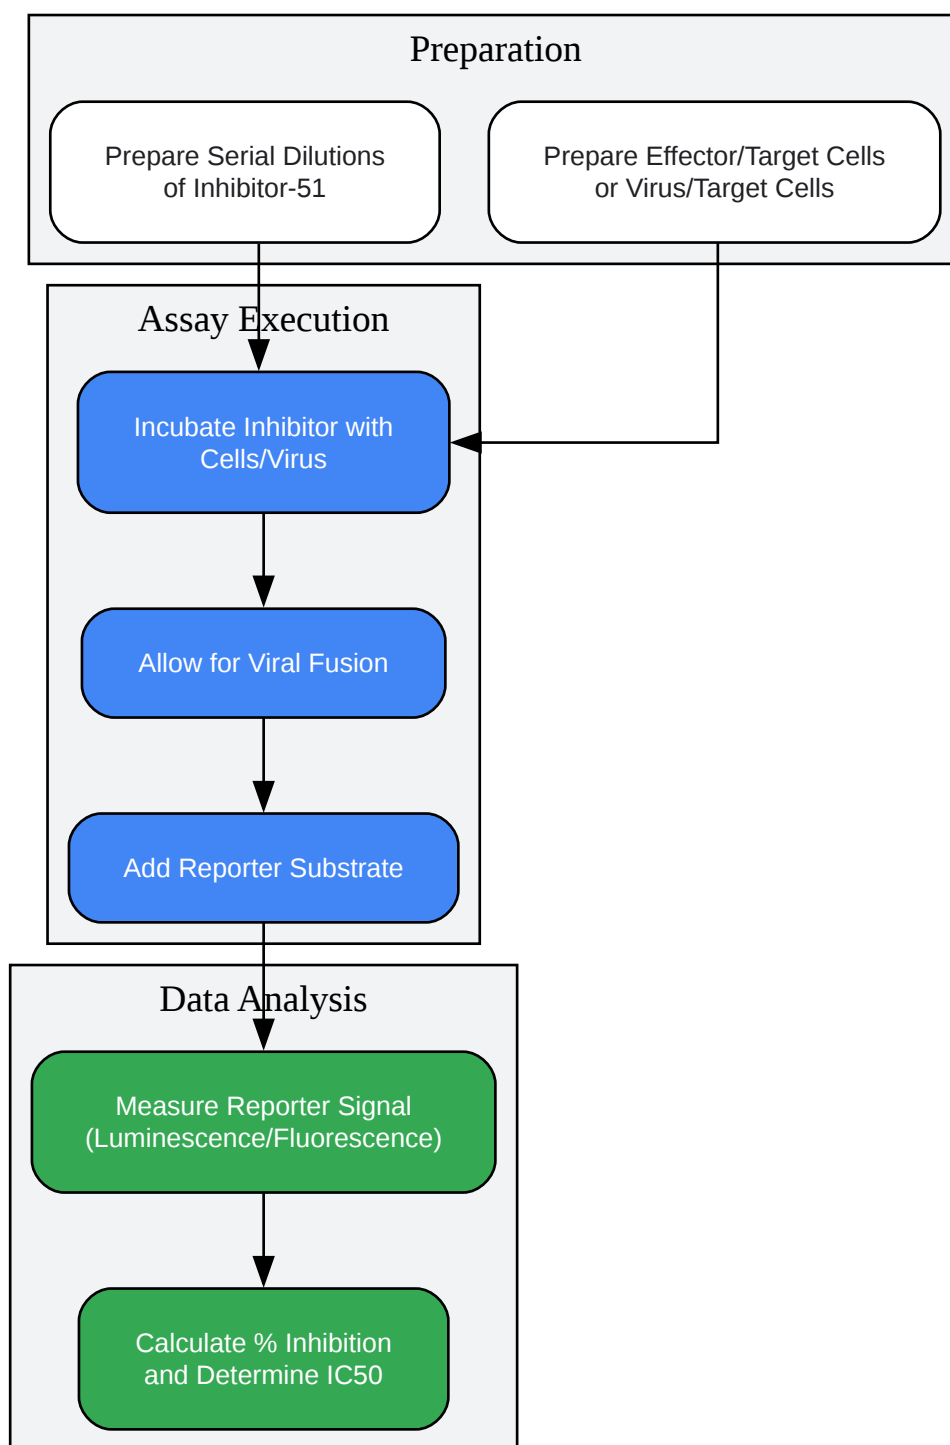 Preparation
Prepare Serial Dilutions
of Inhibitor-51
Prepare Effector/Target Cells
or Virus/Target Cells
Assay Execution
Incubate Inhibitor with
Cells/Virus
Allow for Viral Fusion
Add Reporter Substrate
Data Analysis
Measure Reporter Signal
(Luminescence/Fluorescence)
Calculate % Inhibition
and Determine IC50